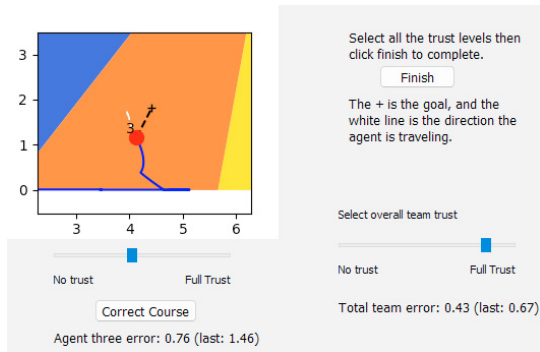 3
2
1
0
3
3
4
5
6
No trust
Full Trust
Correct Course
Agent three error: 0.76 (last: 1.46)
Select all the trust levels then
click finish to complete.
Finish
The + is the goal, and the
white line is the direction the
agent is traveling.
Select overall team trust
No trust
Full Trust
Total team error: 0.43 (last: 0.67)